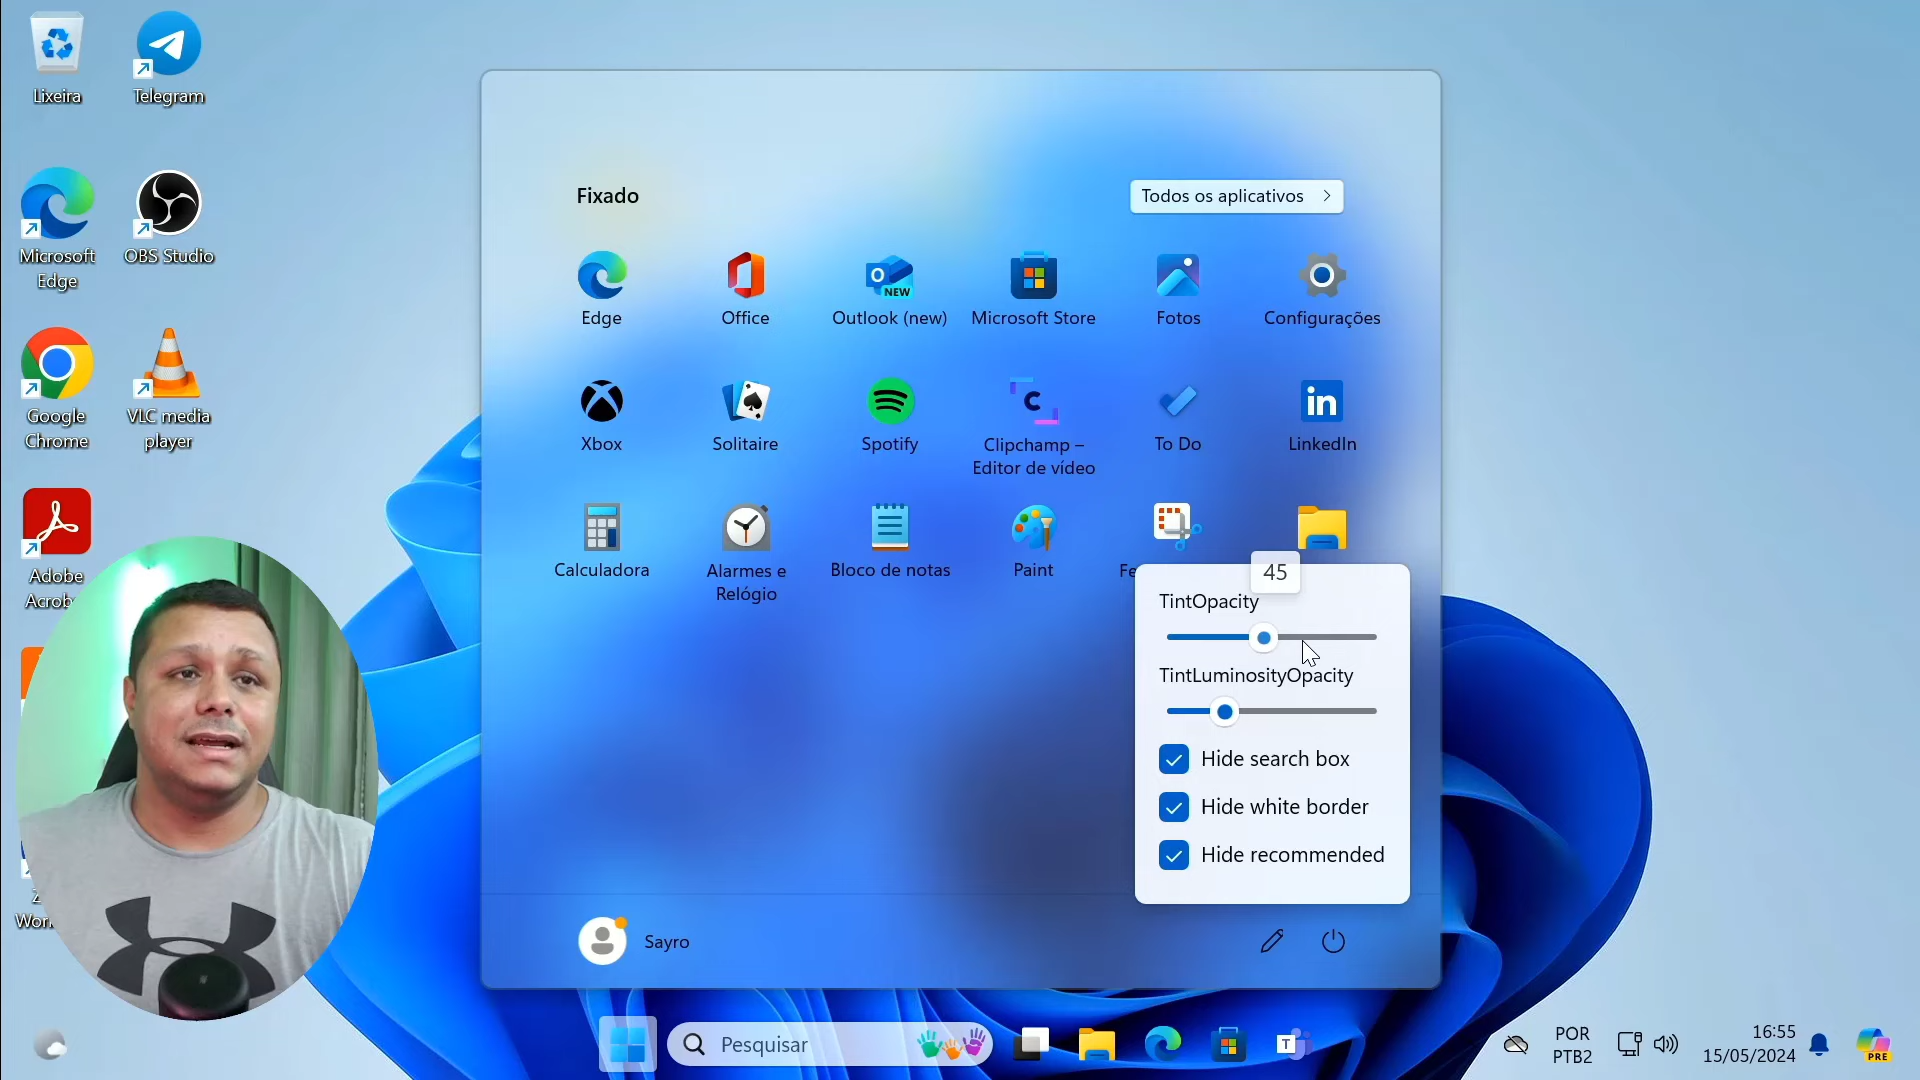 Lixeira
Telegram
Microsoft
Edge
OBS Studio
Google
Chrome
VLC media
player
Adobe
Fixado
Todos os aplicativos
Edge
Office
Outlook (new)
NEW
Microsoft Store
Fotos
Configurações
Xbox
Solitaire
Spotify
Clipchamp –
Editor de vídeo
To Do
LinkedIn
in
Calculadora
Alarmes e
Relógio
Bloco de notas
Paint
45
TintOpacity
TintLuminosityOpacity
Hide search box
Hide white border
Hide recommended
Sayro
Pesquisar
POR
PTB2
16:55
15/05/2024
PRE